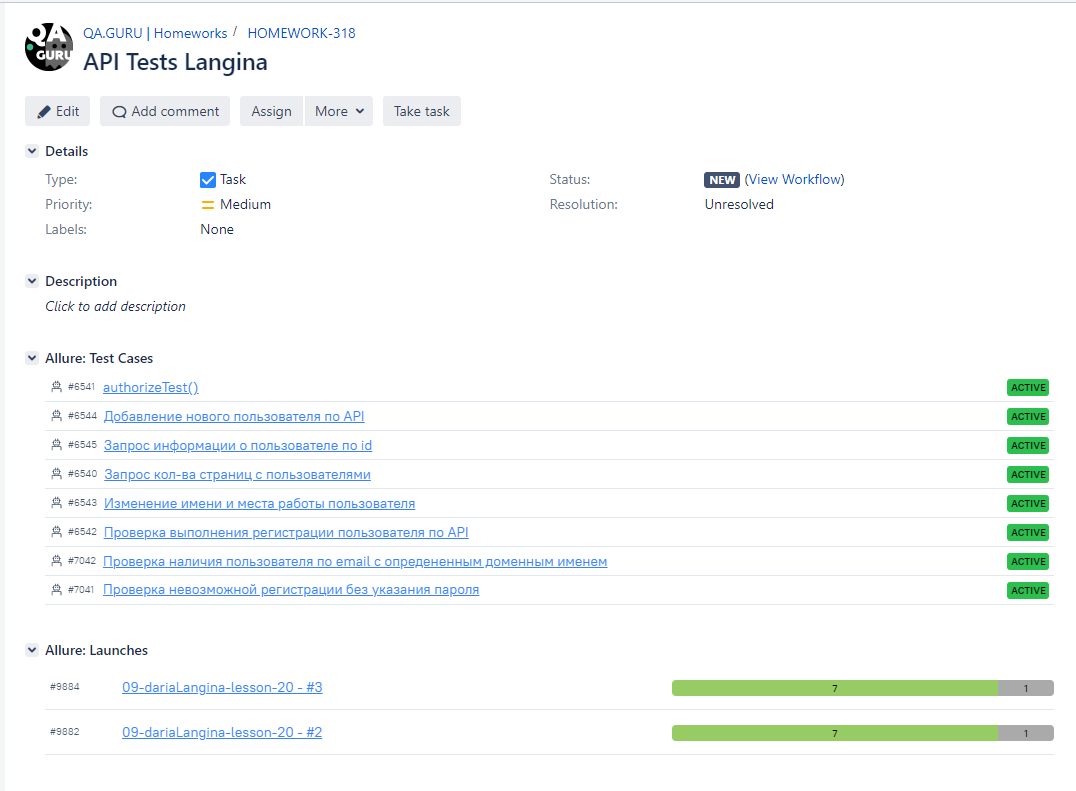 QA
GURU
QA.GURU | Homeworks / HOMEWORK-318
API Tests Langina
Edit Add comment Assign More Take task
Details
Type: Task Status: NEW (View Workflow)
Priority: Medium Resolution: Unresolved
Labels: None
Description
Click to add description
Allure: Test Cases
#6541 authorizeTest() ACTIVE
#6544 Добавление нового пользователя по API ACTIVE
#6545 Запрос информации о пользователе по id ACTIVE
#6540 Запрос кол-ва страниц с пользователями ACTIVE
#6543 Изменение имени и места работы пользователя ACTIVE
#6542 Проверка выполнения регистрации пользователя по API ACTIVE
#7042 Проверка наличия пользователя по email с определенным доменным именем ACTIVE
#7041 Проверка невозможной регистрации без указания пароля ACTIVE
Allure: Launches
#9884 09-dariaLangina-lesson-20 - #3 7 1
#9882 09-dariaLangina-lesson-20 - #2 7 1